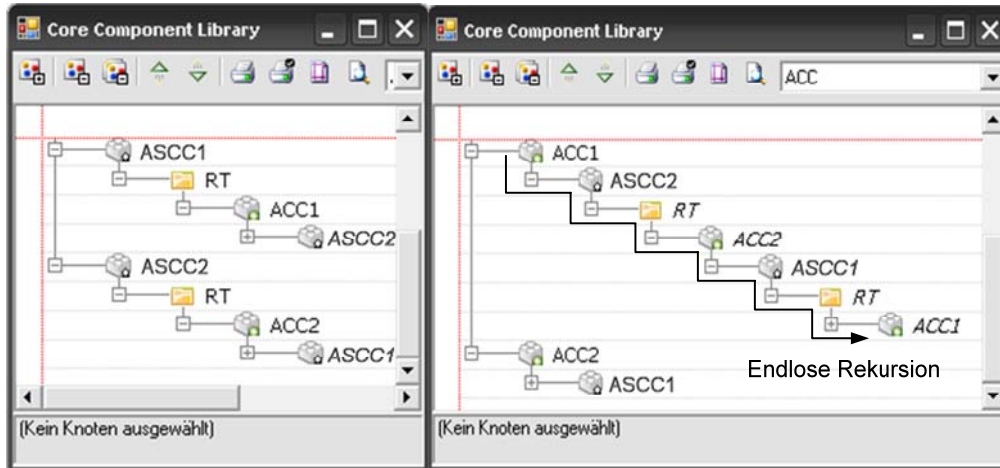 Core Component Library
ASCC1
RT
ACC1
ASCC2
ASCC2
RT
ACC2
ASCC1
(Kein Knoten ausgewählt)
Core Component Library
ACC
ACC1
ASCC2
RT
ACC2
ASCC1
RT
ACC1
ACC2
ASCC1
Endlose Rekursion
(Kein Knoten ausgewählt)